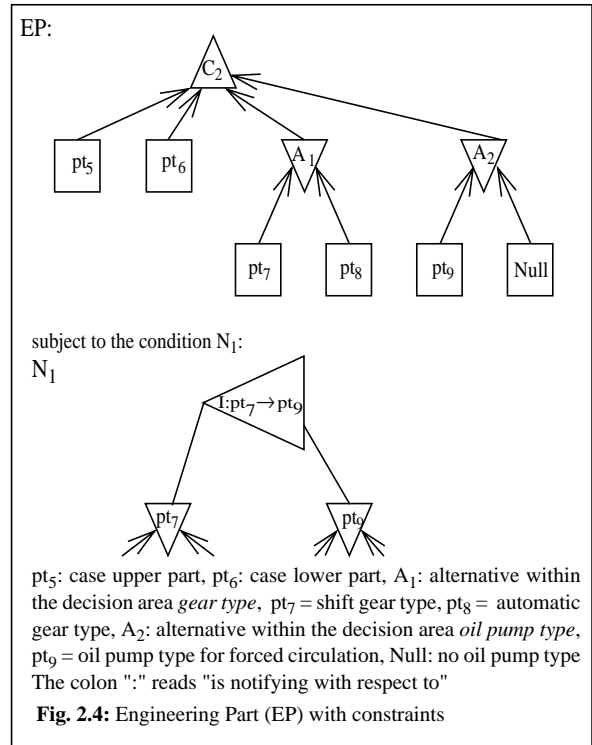 EP:
C₂
pt₅ pt₆ A₁ A₂
pt₇ pt₈ pt₉ Null
subject to the condition N₁:
N₁
I:pt₇→pt₉
pt₇ pt₉
pt₅: case upper part, pt₆: case lower part, A₁: alternative within
the decision area gear type, pt₇ = shift gear type, pt₈ = automatic
gear type, A₂: alternative within the decision area oil pump type,
pt₉ = oil pump type for forced circulation, Null: no oil pump type
The colon ":" reads "is notifying with respect to"
Fig. 2.4: Engineering Part (EP) with constraints